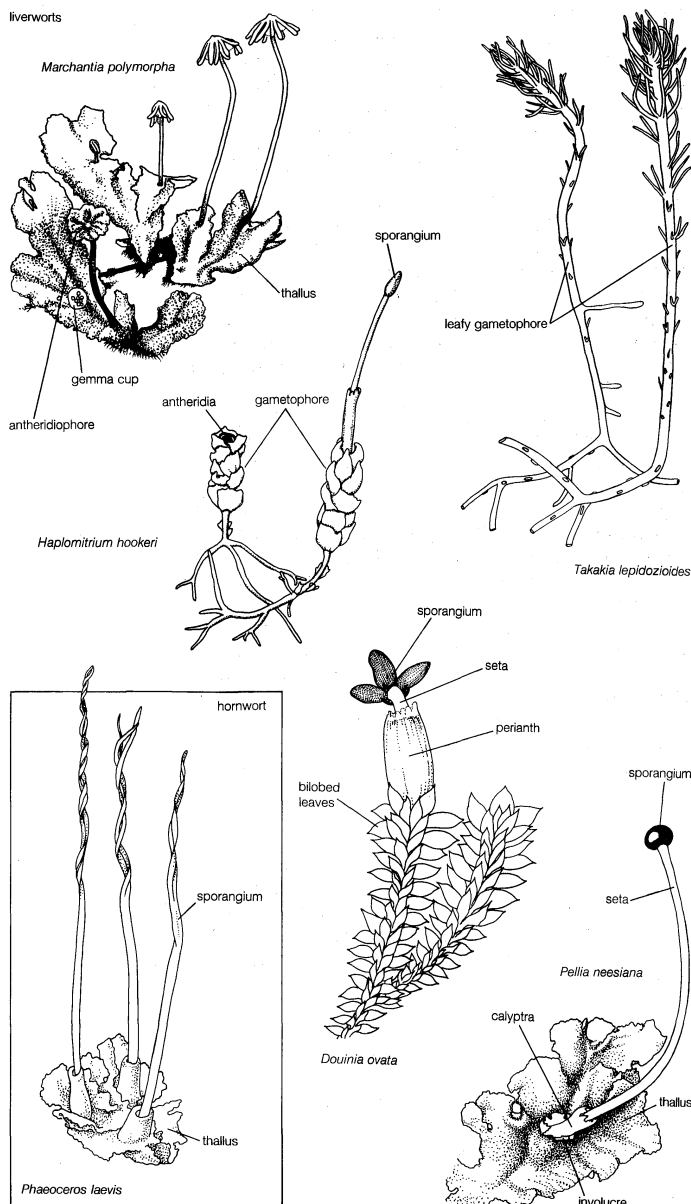 liverworts
Marchantia polymorpha
thallus
gemma cup
antheridiophore
sporangium
antheridia
gametophore
Haplomitrium hookeri
leafy gametophore
Takakia lepidozioides
sporangium
seta
perianth
bilobed
leaves
Douinia ovata
hornwort
sporangium
thallus
Phaeoceros laevis
sporangium
seta
Pellia neesiana
calyptra
thallus
involucre